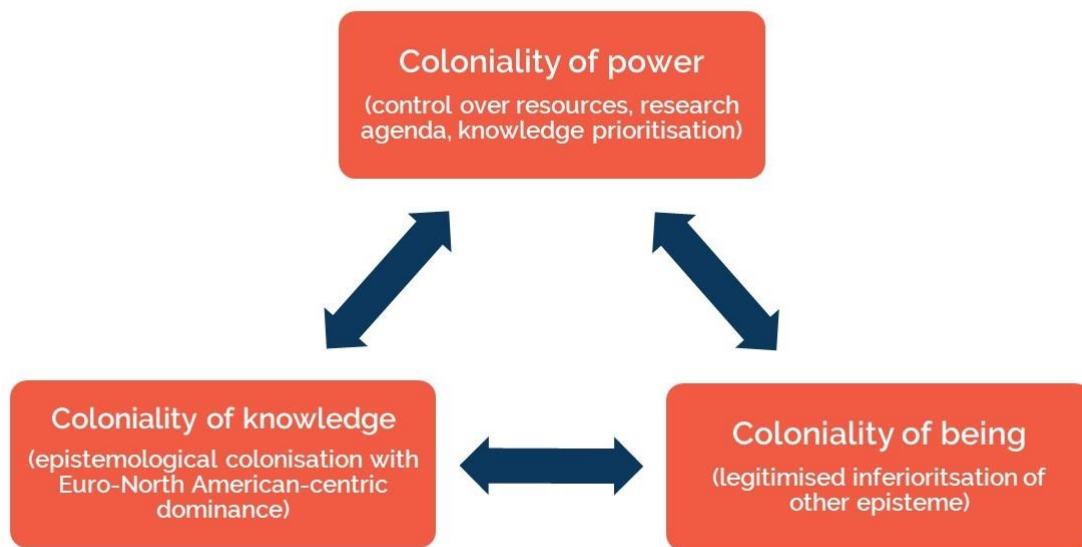 Coloniality of power
(control over resources, research
agenda, knowledge prioritisation)
Coloniality of knowledge
(epistemological colonisation with
Euro-North American-centric
dominance)
Coloniality of being
(legitimised inferioritsation of
other episteme)